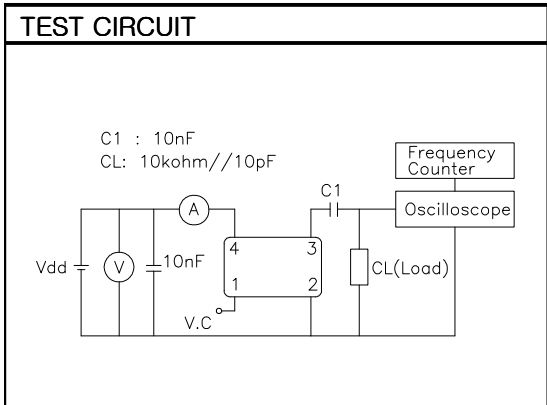 TEST CIRCUIT
C1 : 10nF
CL: 10kohm//10pF
Frequency
Counter
C1
A
Oscilloscope
4
3
Vdd
V
10nF
CL(Load)
1
2
V.C